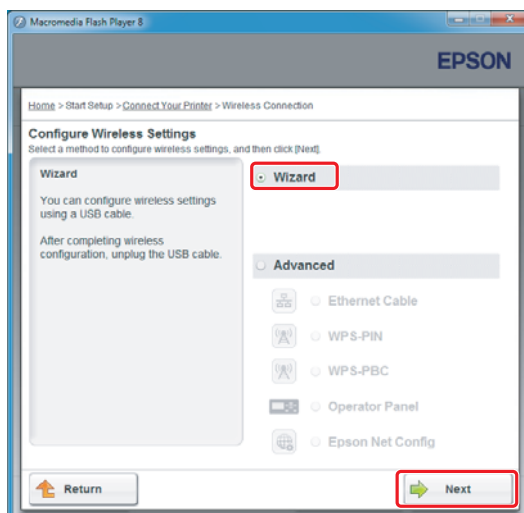 Macromedia Flash Player 8
EPSON
Home > Start Setup > Connect Your Printer > Wireless Connection
Configure Wireless Settings
Select a method to configure wireless settings, and then click [Next].
Wizard
You can configure wireless settings
using a USB cable.
After completing wireless
configuration, unplug the USB cable.
Wizard
Advanced
Ethernet Cable
WPS-PIN
WPS-PBC
Operator Panel
Epson Net Config
Return
Next